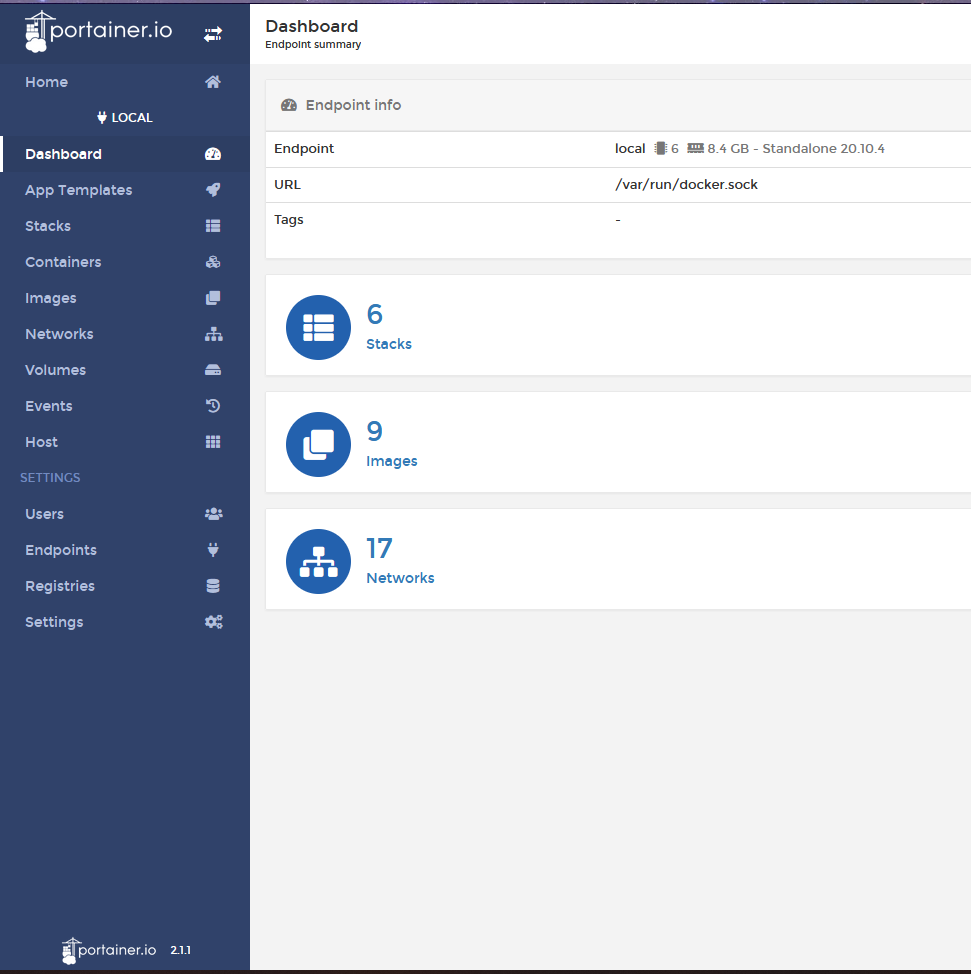 portainer.io
Home
LOCAL
Dashboard
App Templates
Stacks
Containers
Images
Networks
Volumes
Events
Host
SETTINGS
Users
Endpoints
Registries
Settings
portainer.io 2.1.1
Dashboard
Endpoint summary
Endpoint info
Endpoint local 6 8.4 GB - Standalone 20.10.4
URL /var/run/docker.sock
Tags -
6
Stacks
9
Images
17
Networks